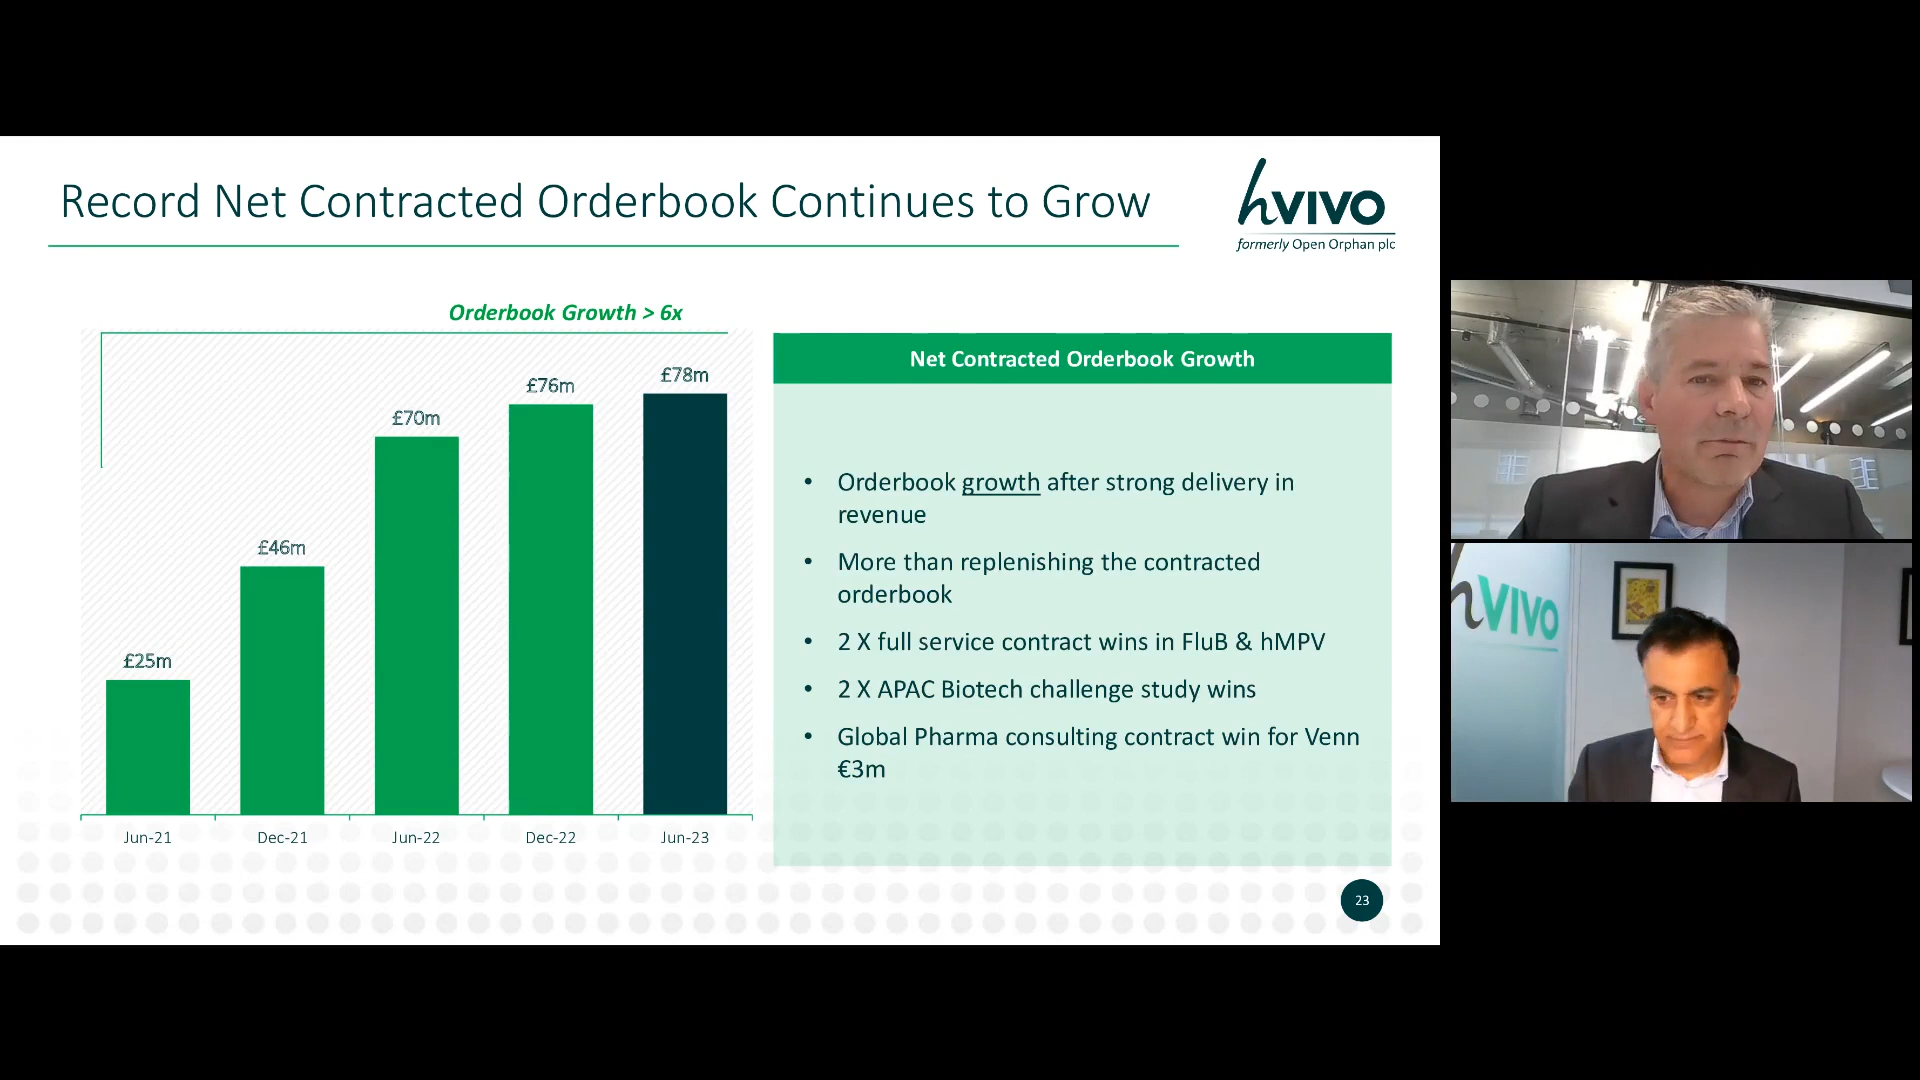 Record Net Contracted Orderbook Continues to Grow
hVIVO
formerly Open Orphan plc
Orderbook Growth > 6x
£25m
£46m
£70m
£76m
£78m
Jun-21
Dec-21
Jun-22
Dec-22
Jun-23
Net Contracted Orderbook Growth
• Orderbook growth after strong delivery in
revenue
• More than replenishing the contracted
orderbook
• 2 X full service contract wins in FluB & hMPV
• 2 X APAC Biotech challenge study wins
• Global Pharma consulting contract win for Venn
€3m
23
hVIVO